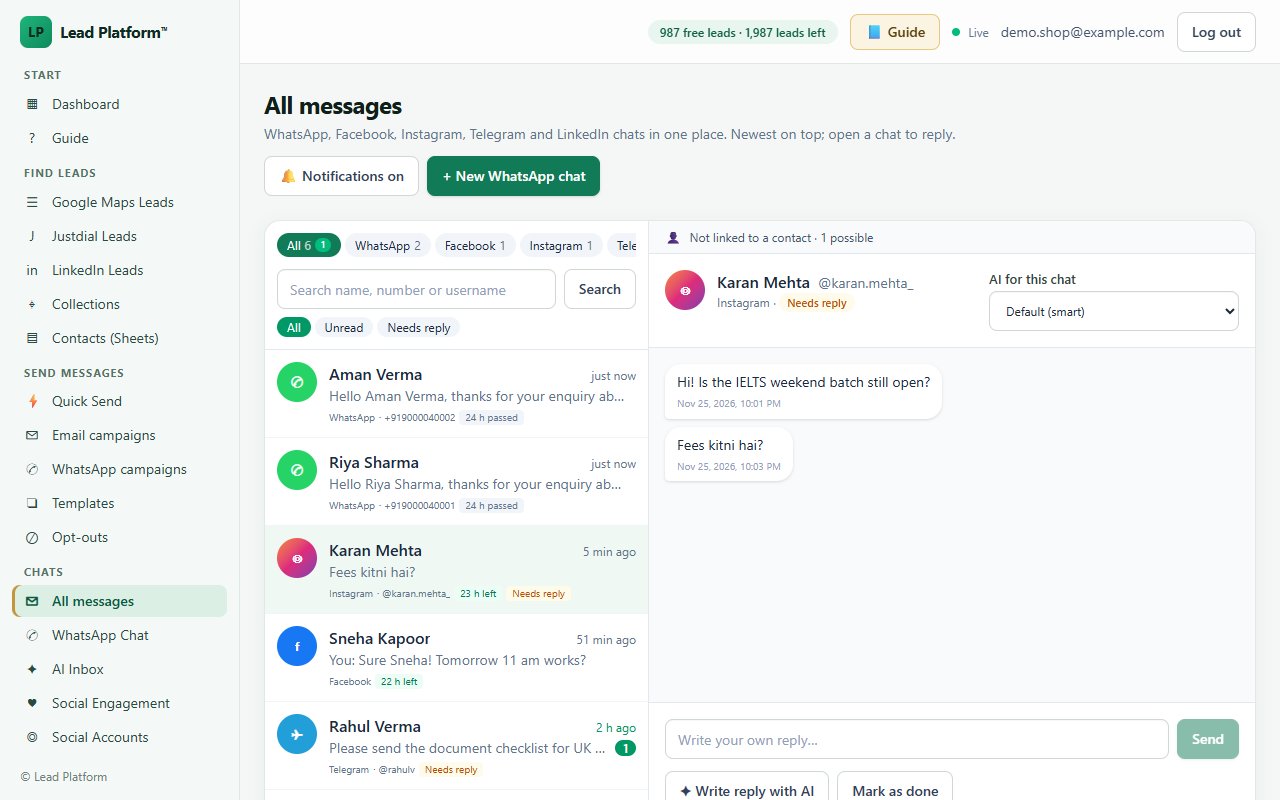 LP Lead Platform™
START
Dashboard
? Guide
FIND LEADS
Google Maps Leads
J Justdial Leads
in LinkedIn Leads
Collections
Contacts (Sheets)
SEND MESSAGES
Quick Send
Email campaigns
WhatsApp campaigns
Templates
Opt-outs
CHATS
All messages
WhatsApp Chat
AI Inbox
Social Engagement
Social Accounts
© Lead Platform
987 free leads · 1,987 leads left
Guide
Live
demo.shop@example.com
Log out
All messages
WhatsApp, Facebook, Instagram, Telegram and LinkedIn chats in one place. Newest on top; open a chat to reply.
Notifications on
+ New WhatsApp chat
All 6 1 WhatsApp 2 Facebook 1 Instagram 1 Tele
Search name, number or username
Search
All Unread Needs reply
Aman Verma just now
Hello Aman Verma, thanks for your enquiry ab...
WhatsApp · +919000040002 24 h passed
Riya Sharma just now
Hello Riya Sharma, thanks for your enquiry ab...
WhatsApp · +919000040001 24 h passed
Karan Mehta 5 min ago
Fees kitni hai?
Instagram · @karan.mehta_ 23 h left Needs reply
f Sneha Kapoor 51 min ago
You: Sure Sneha! Tomorrow 11 am works?
Facebook 22 h left
Rahul Verma 2 h ago
Please send the document checklist for UK ... 1
Telegram · @rahulv Needs reply
Not linked to a contact · 1 possible
Karan Mehta @karan.mehta_
Instagram · Needs reply
AI for this chat
Default (smart)
Hi! Is the IELTS weekend batch still open?
Nov 25, 2026, 10:01 PM
Fees kitni hai?
Nov 25, 2026, 10:03 PM
Write your own reply...
Send
Write reply with AI
Mark as done